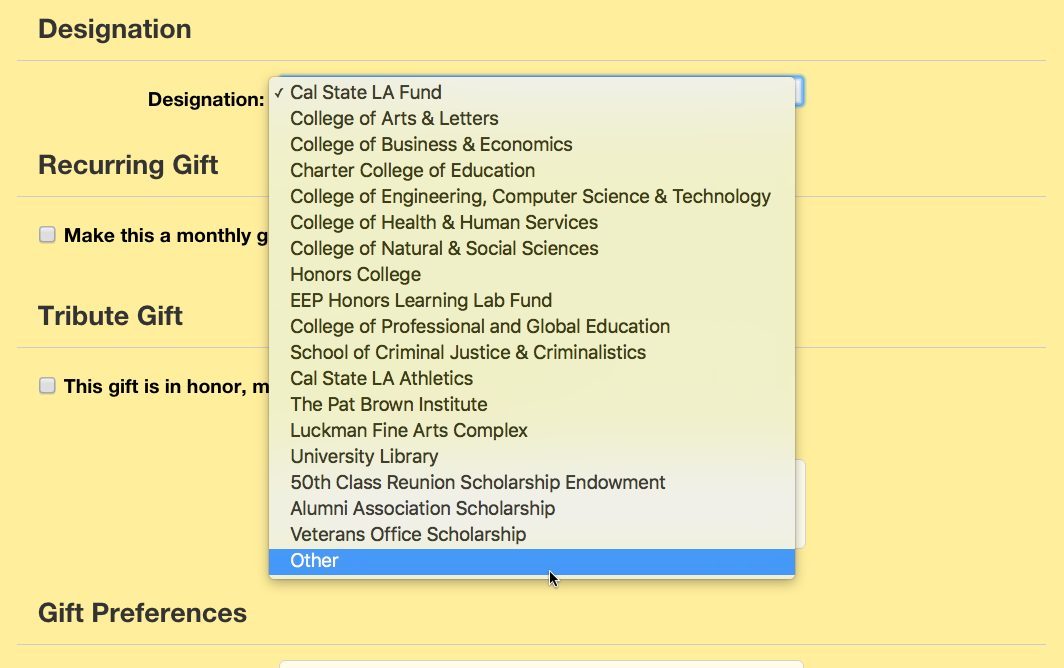 Designation
Designation:
✓ Cal State LA Fund
College of Arts & Letters
College of Business & Economics
Charter College of Education
College of Engineering, Computer Science & Technology
College of Health & Human Services
College of Natural & Social Sciences
Honors College
EEP Honors Learning Lab Fund
College of Professional and Global Education
School of Criminal Justice & Criminalistics
Cal State LA Athletics
The Pat Brown Institute
Luckman Fine Arts Complex
University Library
50th Class Reunion Scholarship Endowment
Alumni Association Scholarship
Veterans Office Scholarship
Other
Recurring Gift
Make this a monthly g
Tribute Gift
This gift is in honor, m
Gift Preferences